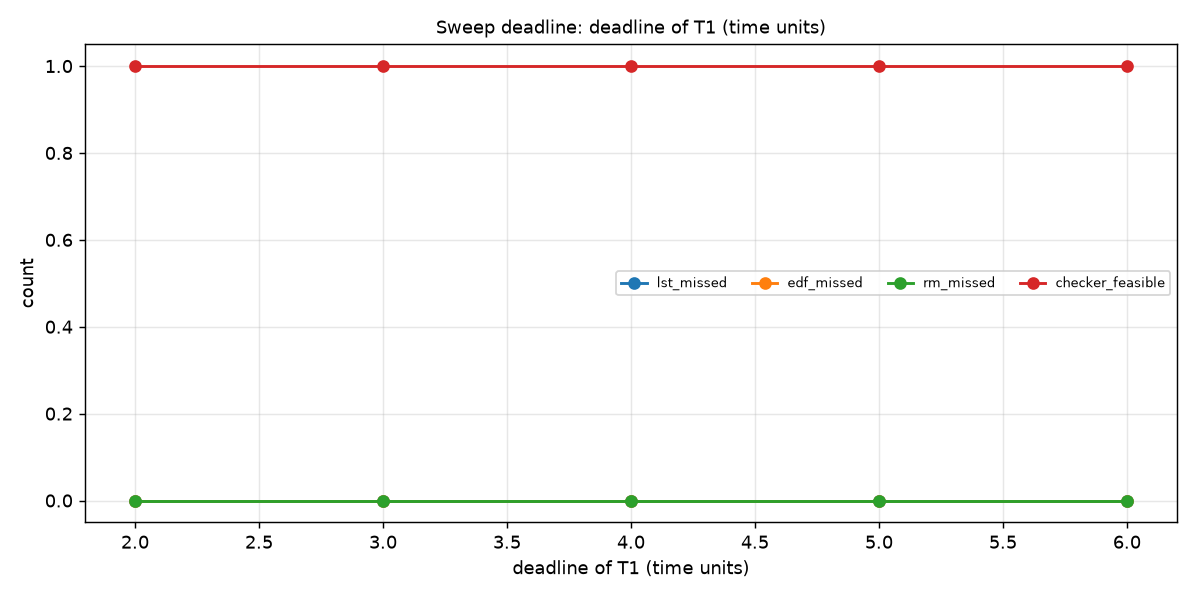 Sweep deadline: deadline of T1 (time units)
1.0
0.8
0.6
0.4
0.2
0.0
count
lst_missed edf_missed rm_missed checker_feasible
2.0 2.5 3.0 3.5 4.0 4.5 5.0 5.5 6.0
deadline of T1 (time units)